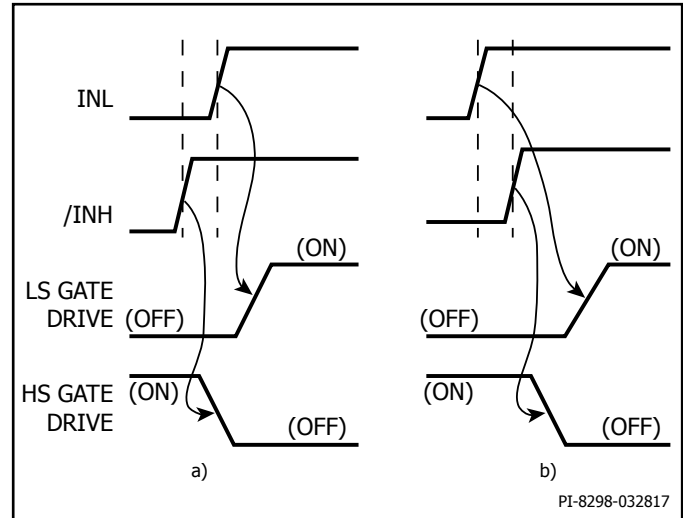 INL
/INH
(ON)
(ON)
LS GATE
DRIVE
(OFF)
(OFF)
HS GATE
DRIVE
(ON)
(ON)
(OFF)
(OFF)
a)
b)
PI-8298-032817